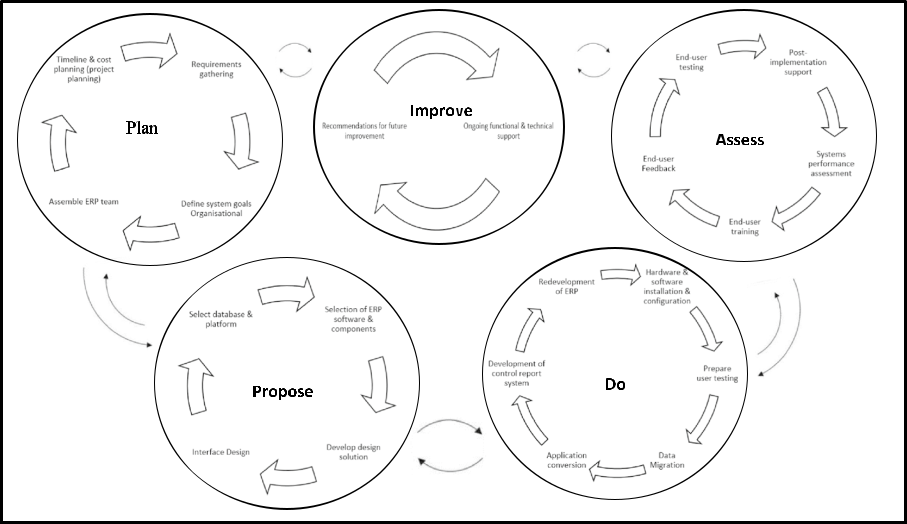 Timeline & cost
planning (project
planning)
Requirements
gathering
Plan
Assemble ERP team
Define system goals
Organisational
Improve
Recommendations for future
improvement
Ongoing functional & technical
support
End-user
testing
Post-
implementation
support
Assess
End-user
Feedback
Systems
performance
assessment
End-user
training
Select database &
platform
Selection of ERP
software &
components
Propose
Interface Design
Develop design
solution
Redevelopment
of ERP
Hardware &
software
installation &
configuration
Development of
control report
system
Do
Prepare
user testing
Application
conversion
Data
Migration